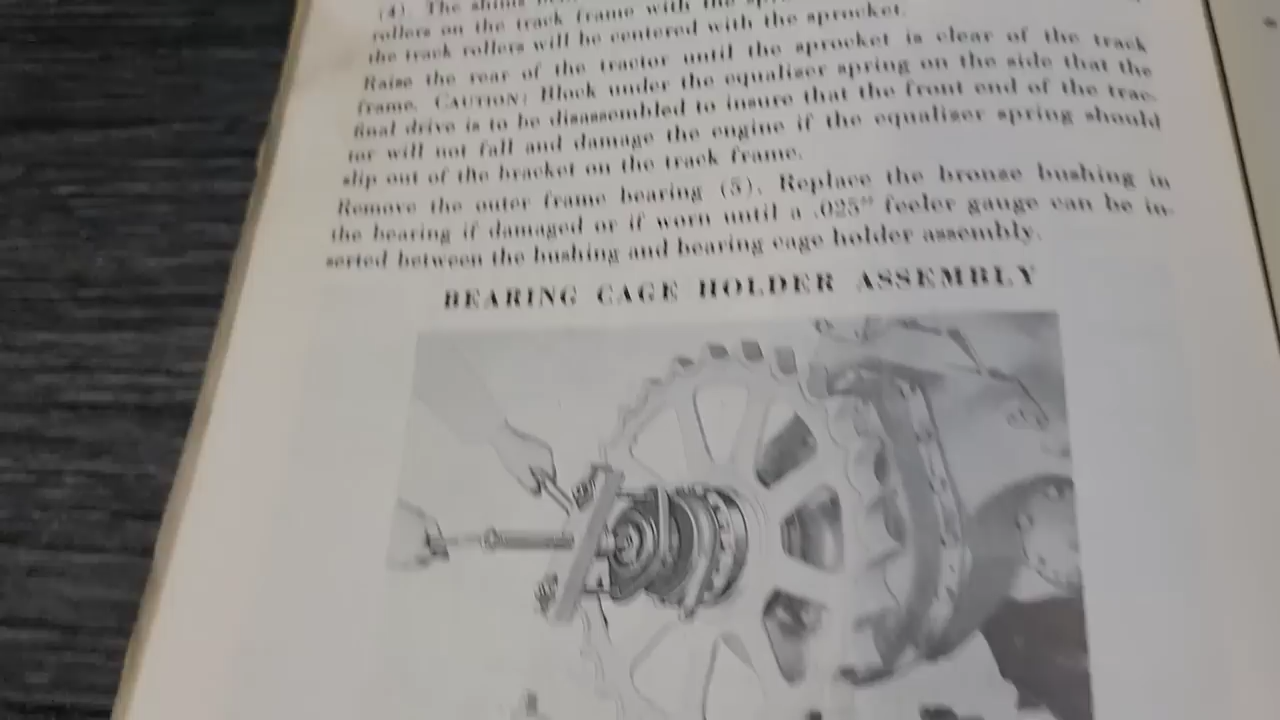 (4). The shims
rollers on the track frame with the
the track rollers will be centered with the sprocket.
Raise the rear of the tractor until the sprocket is clear of the track
frame. CAUTION: Block under the equalizer spring on the side that the
final drive is to be disassembled to insure that the front end of the trac-
tor will not fall and damage the engine if the equalizer spring should
slip out of the bracket on the track frame.
Remove the outer frame bearing (5). Replace the bronze bushing in
the bearing if damaged or if worn until a .025" feeler gauge can be in-
serted between the bushing and bearing cage holder assembly.
BEARING CAGE HOLDER ASSEMBLY